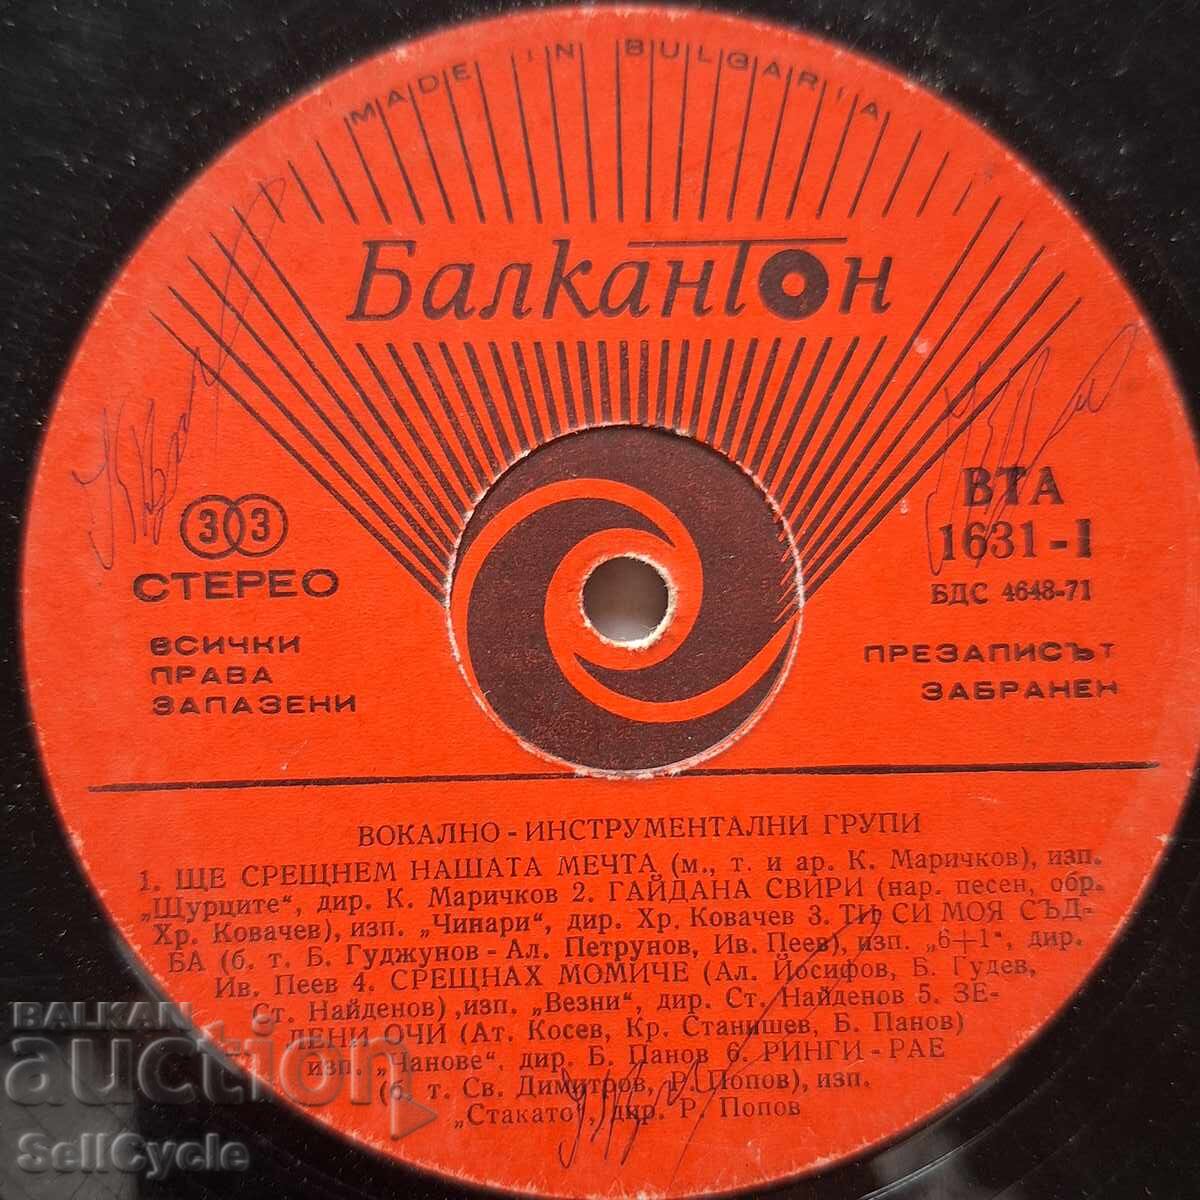 MADE IN BULGARIA
Балкантон
33
СТЕРЕО
ВСИЧКИ
ПРАВА
ЗАПАЗЕНИ
ВТА
1631-I
БДС 4648-71
ПРЕЗАПИСЪТ
ЗАБРАНЕН
ВОКАЛНО - ИНСТРУМЕНТАЛНИ ГРУПИ
1. ЩЕ СРЕЩНЕМ НАШАТА МЕЧТА (м., т. и ар. К. Маричков), изп.
„Щурците“, дир. К. Маричков 2. ГАЙДАНА СВИРИ (нар. песен, обр.
Хр. Ковачев), изп. „Чинари“, дир. Хр. Ковачев 3. ТИ СИ МОЯ СЪД-
БА (б. т. Б. Гуджунов - Ал. Петрунов, Ив. Пеев), изп. „6+1“, дир.
Ив. Пеев 4. СРЕЩНАХ МОМИЧЕ (Ал. Йосифов, Б. Гудев,
Ст. Найденов) ,изп. „Везни“, дир. Ст. Найденов 5. ЗЕ-
ЛЕНИ ОЧИ (Ат. Косев, Кр. Станишев, Б. Панов)
изп. „Чанове“, дир. Б. Панов 6. РИНГИ - РАЕ
(б. т. Св. Димитров, Р. Попов), изп.
„Стакато“, дир. Р. Попов
BALKAN
auction
SellCycle